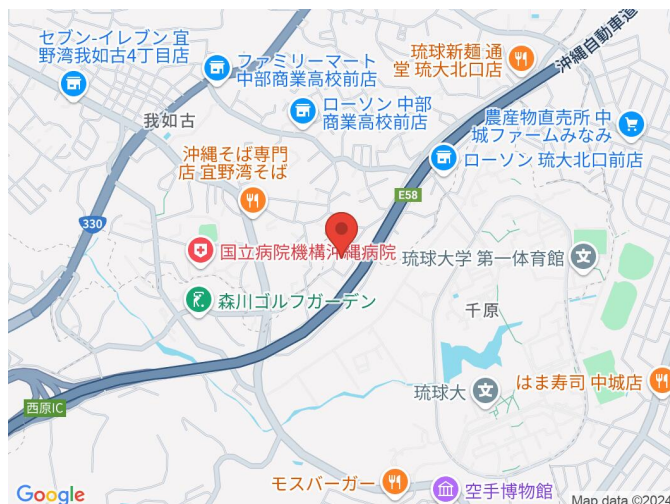 セブン-イレブン 宜
野湾我如古4丁目店
ファミリーマート
中部商業高校前店
琉球新麺 通
堂 琉大北口店
沖縄自動車道
ローソン 中部
商業高校前店
農産物直売所 中
城ファームみなみ
我如古
沖縄そば専門
店 宜野湾そば
ローソン 琉大北口前店
E58
330
国立病院機構沖縄病院
琉球大学 第一体育館
森川ゴルフガーデン
千原
はま寿司 中城店
琉球大
西原IC
モスバーガー
空手博物館
Google
Map data ©2024